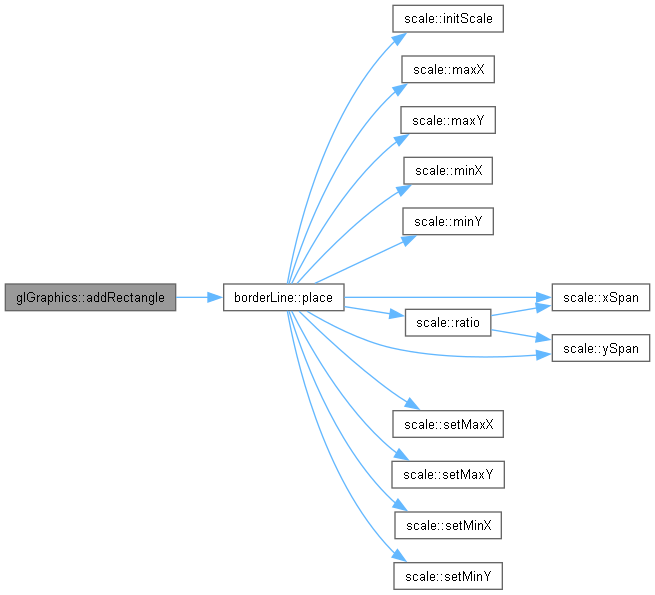 scale::initScale
scale::maxX
scale::maxY
scale::minX
scale::minY
glGraphics::addRectangle
borderLine::place
scale::xSpan
scale::ratio
scale::ySpan
scale::setMaxX
scale::setMaxY
scale::setMinX
scale::setMinY